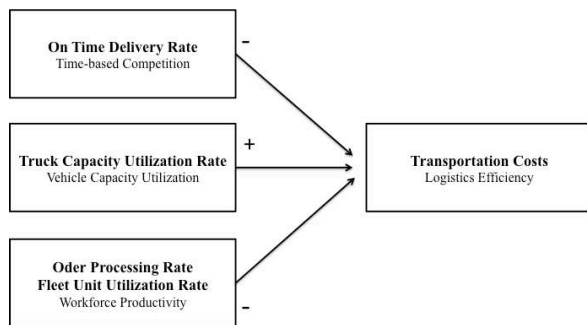 On Time Delivery Rate
Time-based Competition
-
Truck Capacity Utilization Rate
Vehicle Capacity Utilization
+
Transportation Costs
Logistics Efficiency
Oder Processing Rate
Fleet Unit Utilization Rate
Workforce Productivity
-